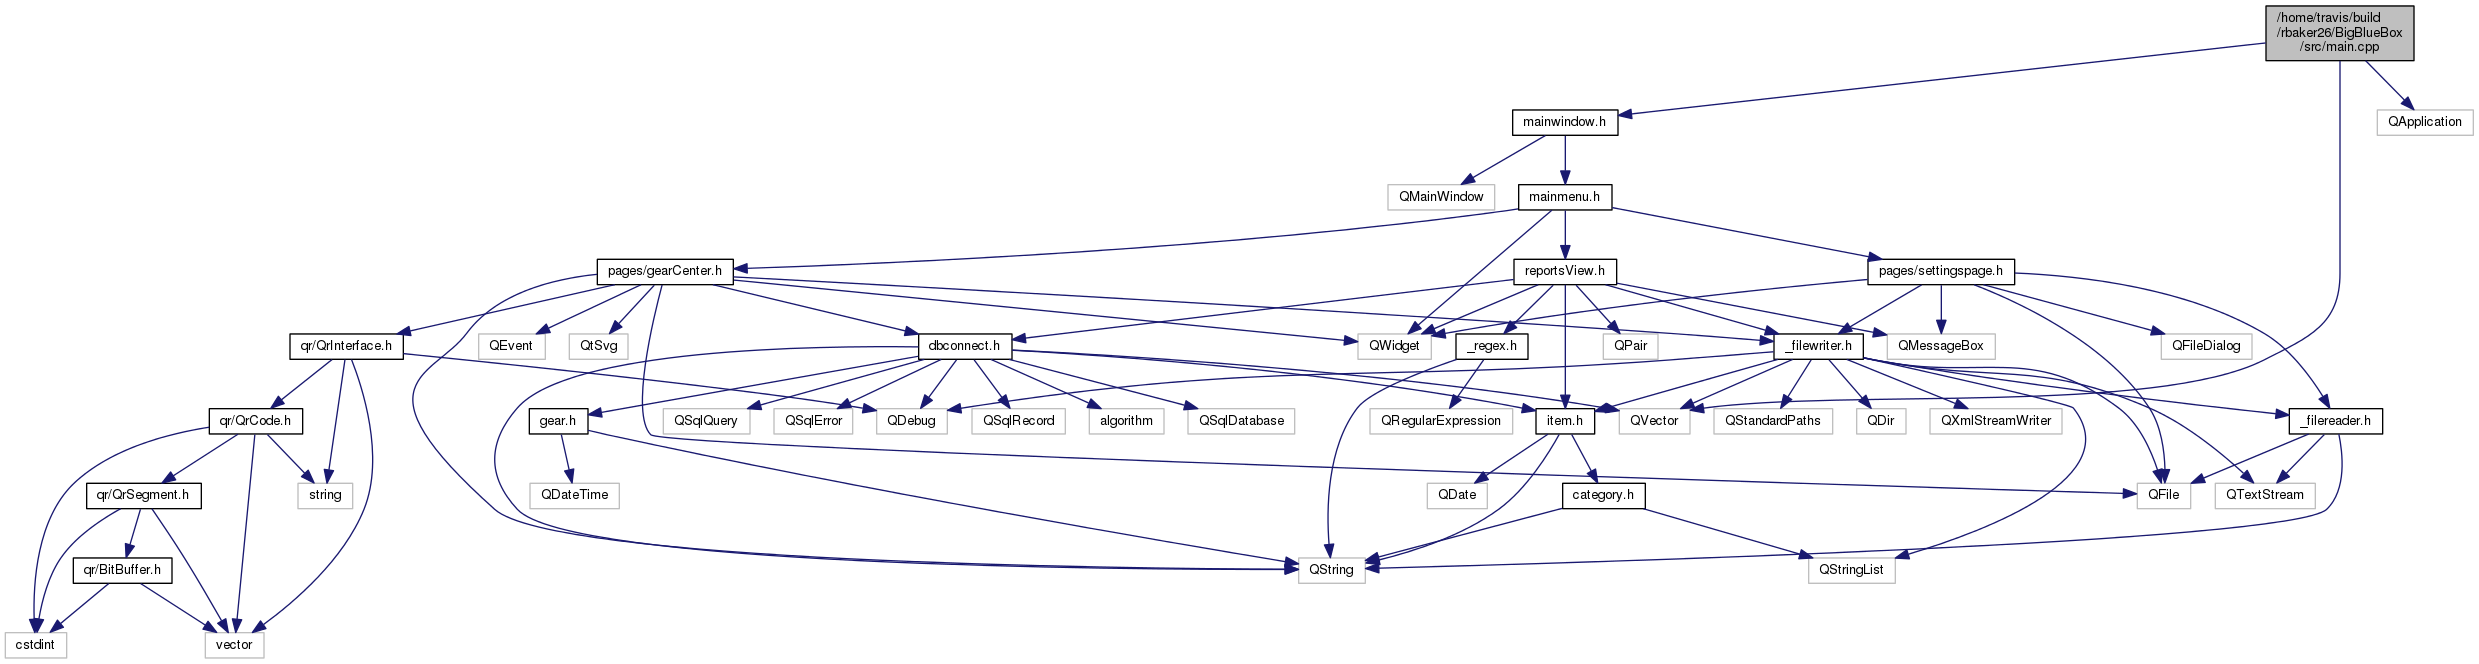 /home/travis/build
/rbaker26/BigBlueBox
/src/main.cpp
mainwindow.h
QApplication
QMainWindow
mainmenu.h
pages/gearCenter.h
reportsView.h
pages/settingspage.h
qr/QrInterface.h
QEvent
QtSvg
dbconnect.h
QWidget
_regex.h
QPair
_filewriter.h
QMessageBox
QFileDialog
qr/QrCode.h
gear.h
QSqlQuery
QSqlError
QDebug
QSqlRecord
algorithm
QSqlDatabase
QRegularExpression
item.h
QVector
QStandardPaths
QDir
QXmlStreamWriter
_filereader.h
qr/QrSegment.h
string
QDateTime
QDate
category.h
QFile
QTextStream
qr/BitBuffer.h
QString
QStringList
cstdint
vector